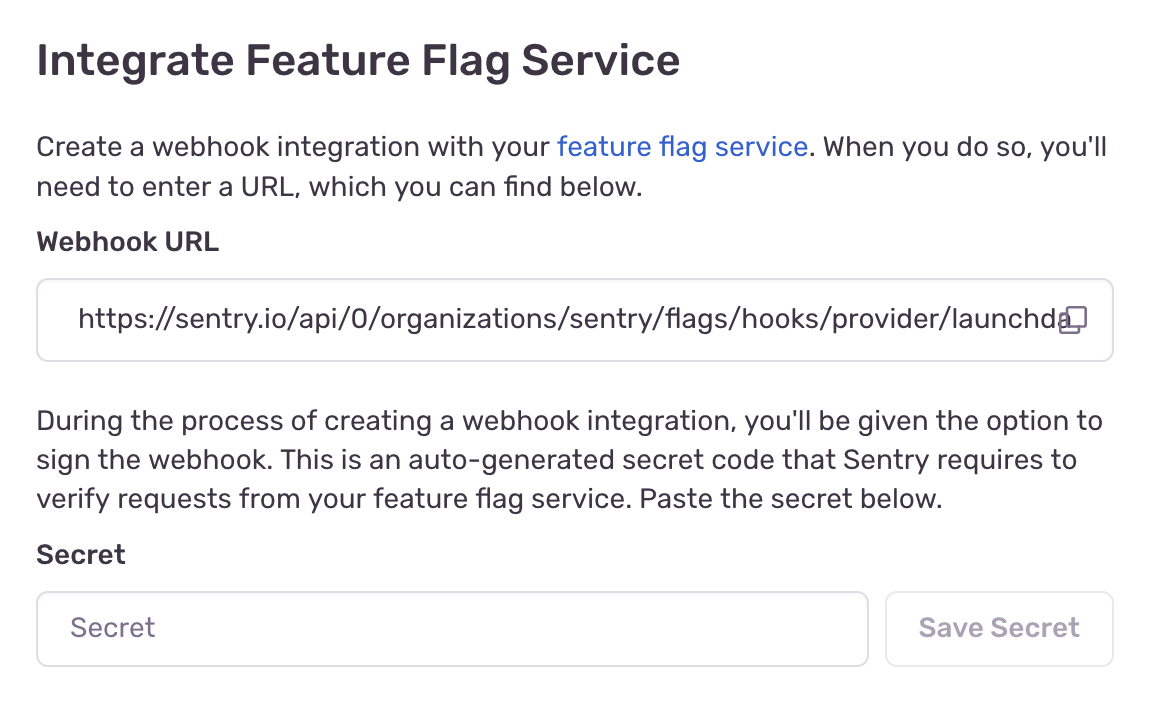 Integrate Feature Flag Service
Create a webhook integration with your feature flag service. When you do so, you'll
need to enter a URL, which you can find below.
Webhook URL
https://sentry.io/api/0/organizations/sentry/flags/hooks/provider/launchda
During the process of creating a webhook integration, you'll be given the option to
sign the webhook. This is an auto-generated secret code that Sentry requires to
verify requests from your feature flag service. Paste the secret below.
Secret
Secret
Save Secret